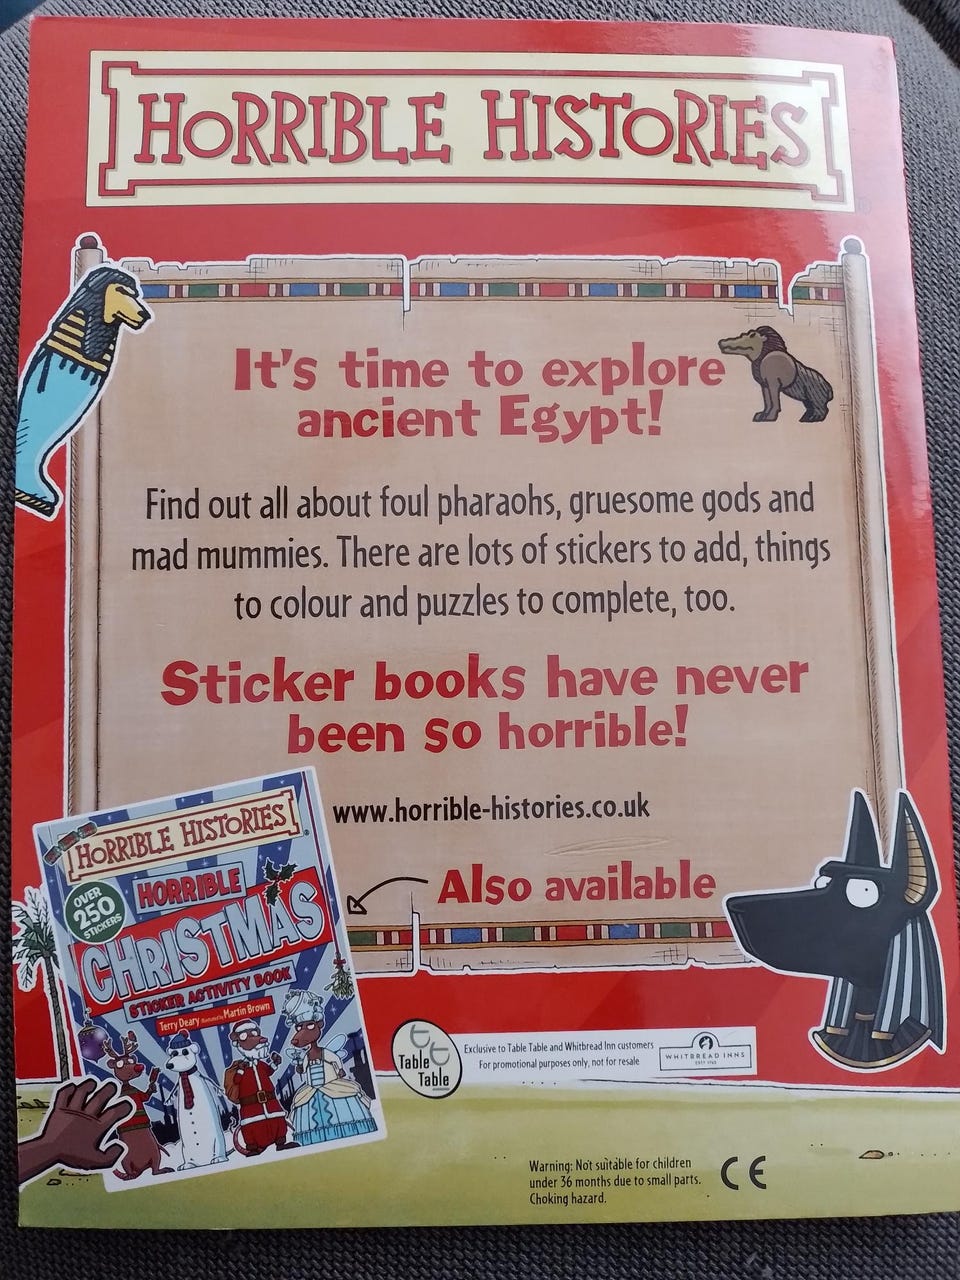 HORRIBLE HISTORIES
It's time to explore
ancient Egypt!
Find out all about foul pharaohs, gruesome gods and
mad mummies. There are lots of stickers to add, things
to colour and puzzles to complete, too.
Sticker books have never
been so horrible!
www.horrible-histories.co.uk
Also available
HORRIBLE HISTORIES
OVER
250
STICKERS
HORRIBLE
CHRISTMAS
STICKER ACTIVITY BOOK
Terry Deary Illustrated by Martin Brown
Table
Table
Exclusive to Table Table and Whitbread Inn customers
For promotional purposes only, not for resale
WHITBREAD INNS
ESTD 1742
Warning: Not suitable for children
under 36 months due to small parts.
Choking hazard.
CE